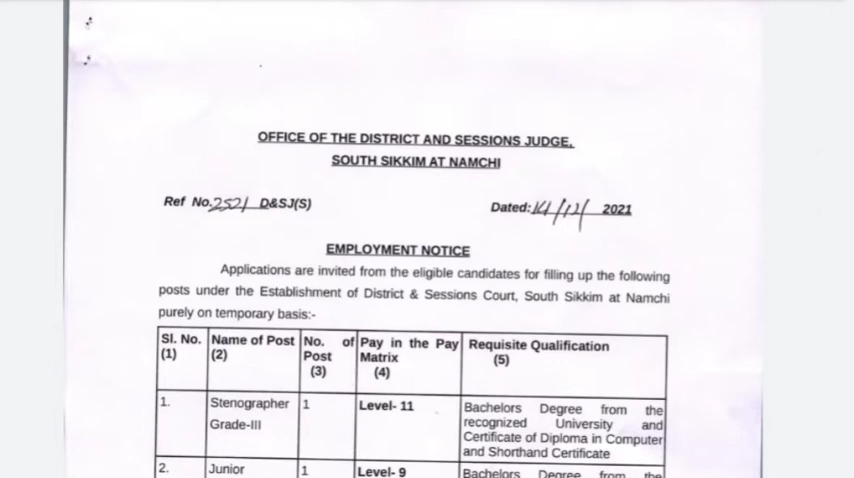 OFFICE OF THE DISTRICT AND SESSIONS JUDGE,
SOUTH SIKKIM AT NAMCHI
Ref No.2521 D&SJ(S) Dated:14/12/ 2021
EMPLOYMENT NOTICE
Applications are invited from the eligible candidates for filling up the following
posts under the Establishment of District & Sessions Court, South Sikkim at Namchi
purely on temporary basis:-
Sl. No. Name of Post No. of Pay in the Pay Requisite Qualification
(1) (2) Post Matrix (5)
(3) (4)
1. Stenographer 1 Level- 11 Bachelors Degree from the
Grade-III recognized University and
Certificate of Diploma in Computer
and Shorthand Certificate
2. Junior 1 Level- 9 Bachelors Degree from the